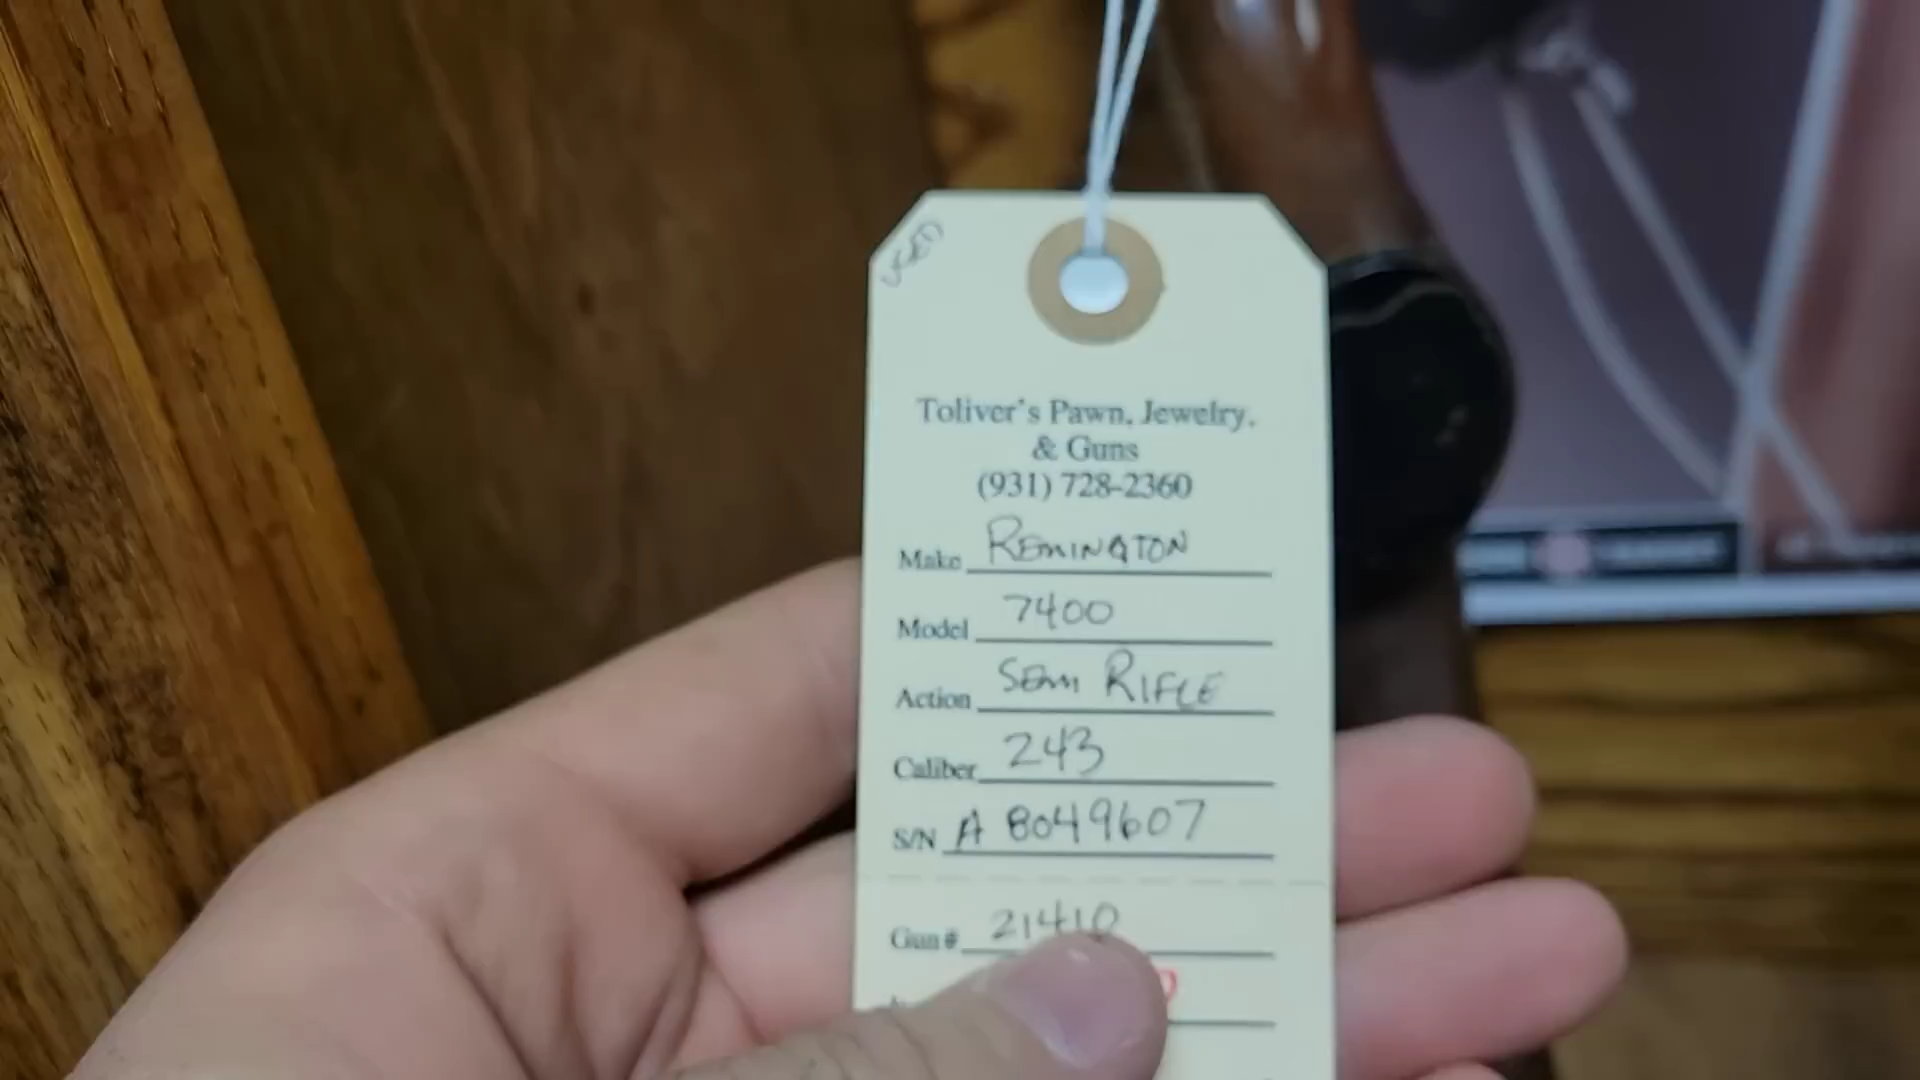 USED
Toliver's Pawn, Jewelry,
& Guns
(931) 728-2360
Make REMINGTON
Model 7400
Action SEMI RIFLE
Caliber 243
S/N A 8049607
Gun# 21410